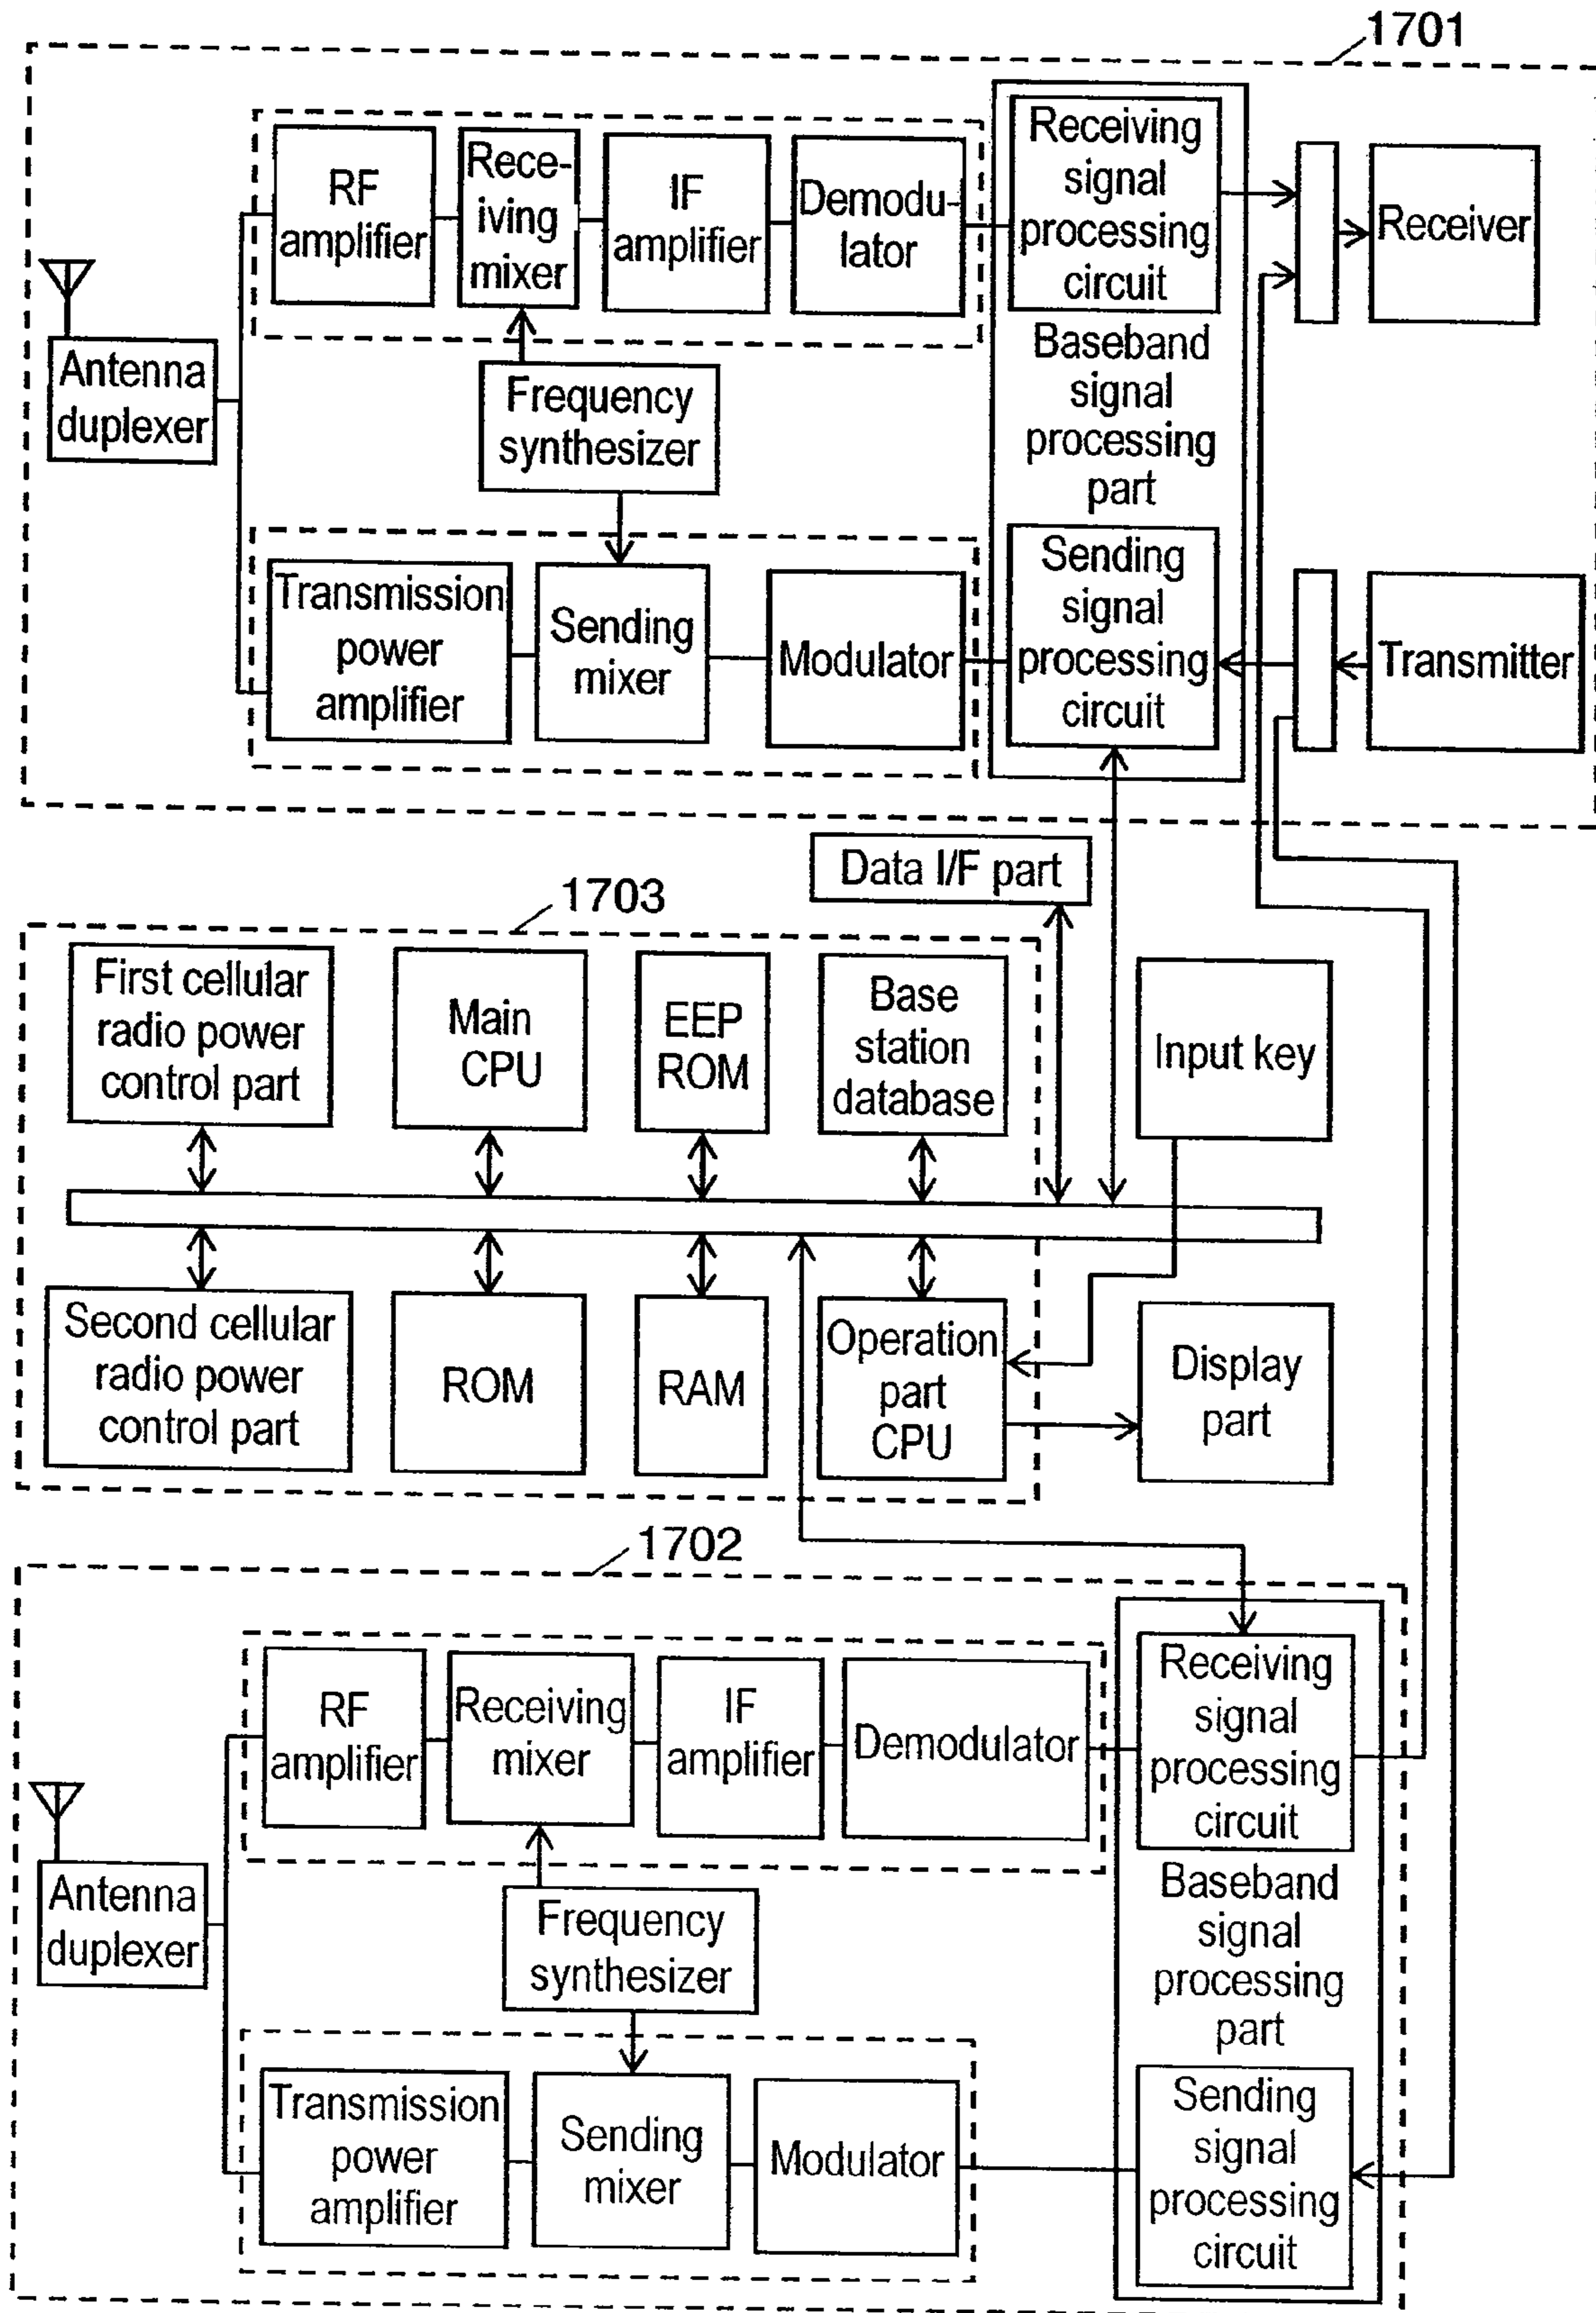 1701
RF
amplifier
Rece-
iving
mixer
IF
amplifier
Demodu-
lator
Receiving
signal
processing
circuit
Receiver
Antenna
duplexer
Frequency
synthesizer
Baseband
signal
processing
part
Transmission
power
amplifier
Sending
mixer
Modulator
Sending
signal
processing
circuit
Transmitter
Data I/F part
1703
First cellular
radio power
control part
Main
CPU
EEP
ROM
Base
station
database
Input key
Second cellular
radio power
control part
ROM
RAM
Operation
part
CPU
Display
part
1702
RF
amplifier
Receiving
mixer
IF
amplifier
Demodulator
Receiving
signal
processing
circuit
Antenna
duplexer
Frequency
synthesizer
Baseband
signal
processing
part
Transmission
power
amplifier
Sending
mixer
Modulator
Sending
signal
processing
circuit